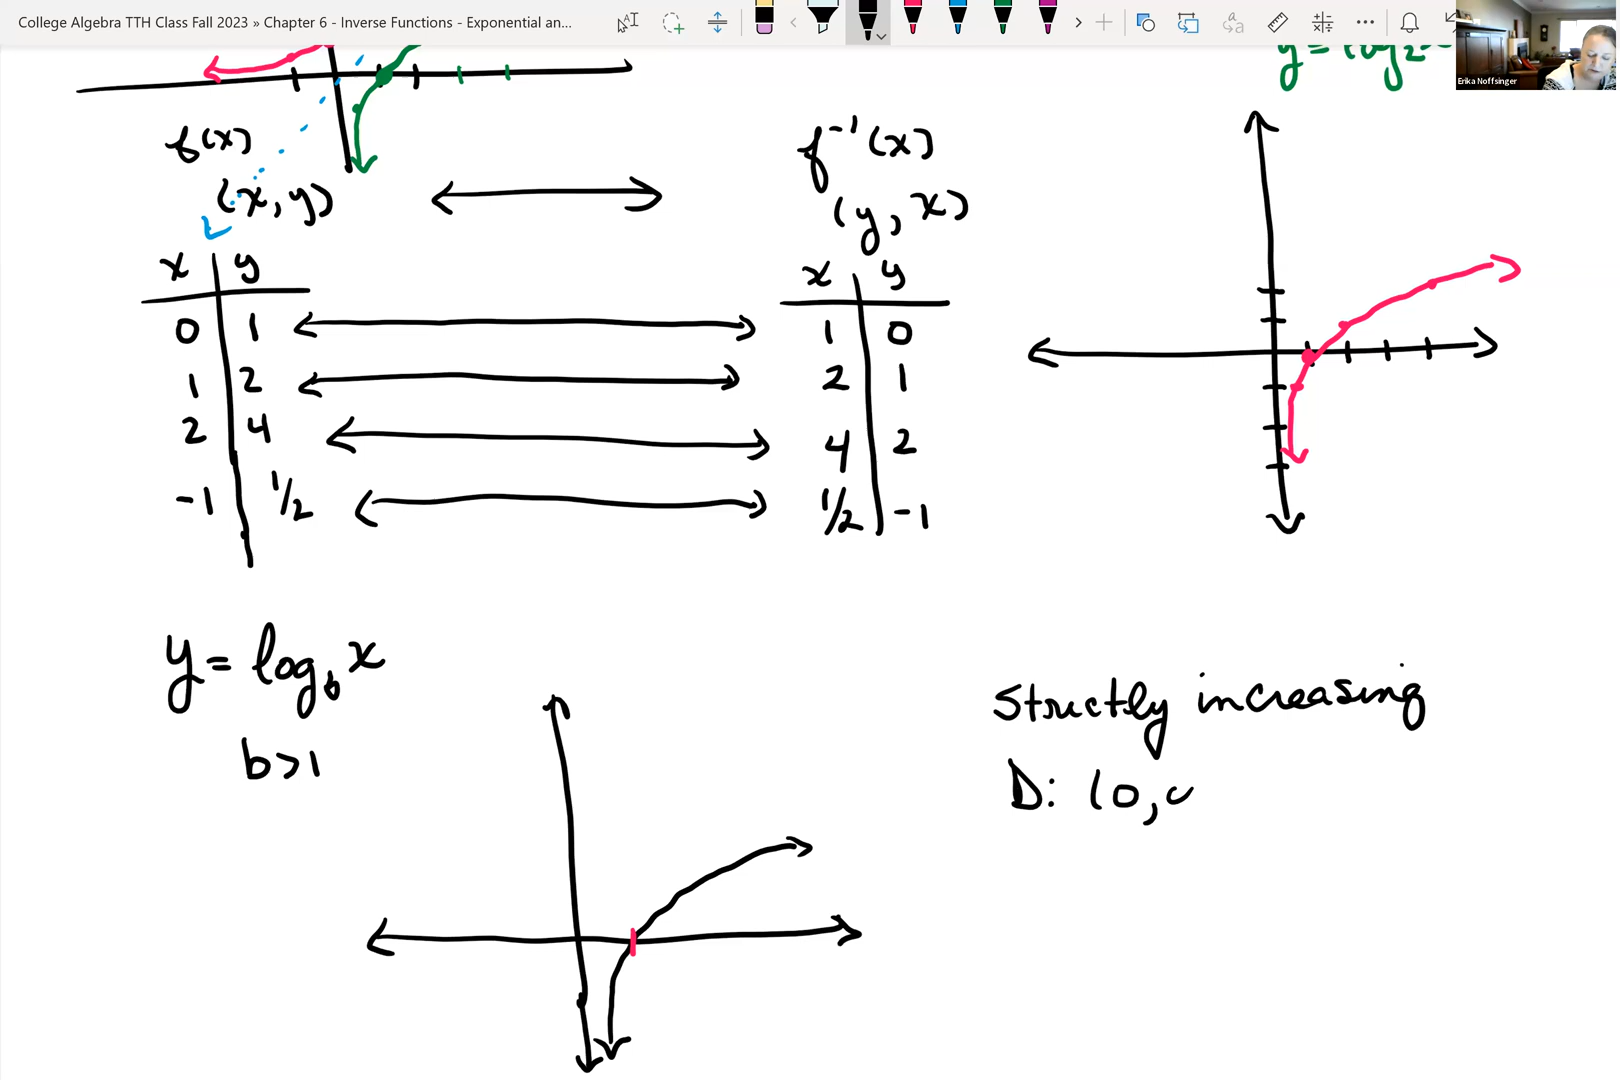 College Algebra TTH Class Fall 2023 » Chapter 6 - Inverse Functions - Exponential an...
Erika Noffsinger
f(x)
(x, y)
f⁻¹(x)
(y, x)
x y
0 1
1 2
2 4
-1 1/2
x y
1 0
2 1
4 2
1/2 -1
y = log_b x
b > 1
Strictly increasing
D: (0,